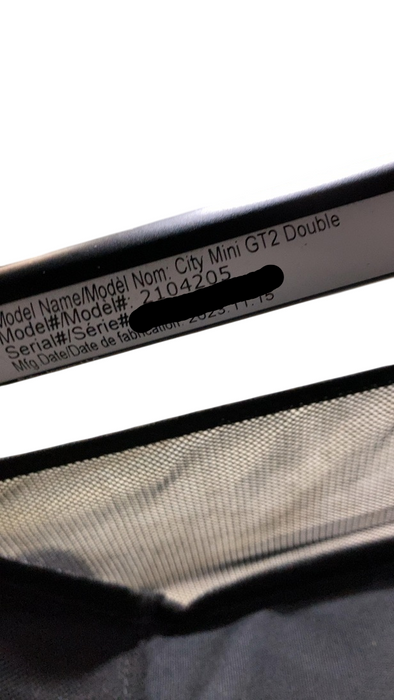 Model Name/Model Nom: City Mini GT2 Double
Model#/Model#: 2104205
Serial#/Série#
Mfg Date/Date de fabrication: 2023.11.15